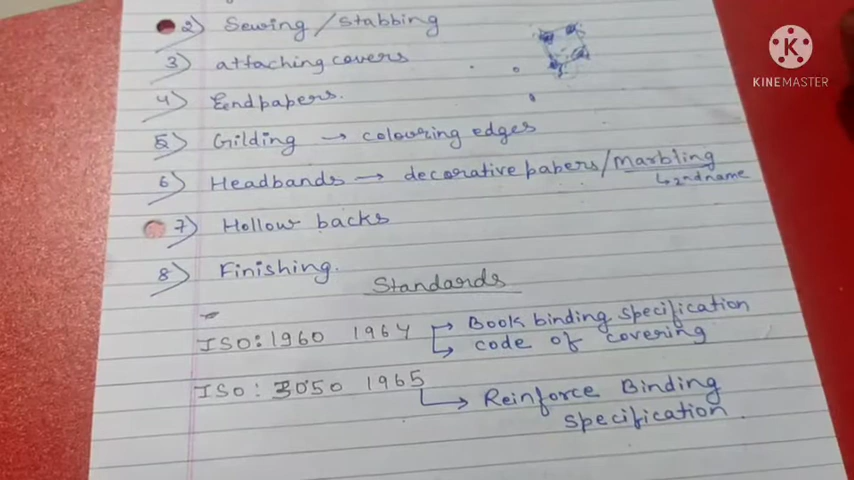 2) Sewing/stabbing
3) attaching covers
4) Endpapers.
5) Gilding → colouring edges
6) Headbands → decorative papers/Marbling
↳ 2nd name
7) Hollow backs
8) Finishing.
Standards
ISO: 1960 1964 → Book binding specification
→ code of covering
ISO: 3050 1965 → Reinforce Binding
specification
K
KINEMASTER